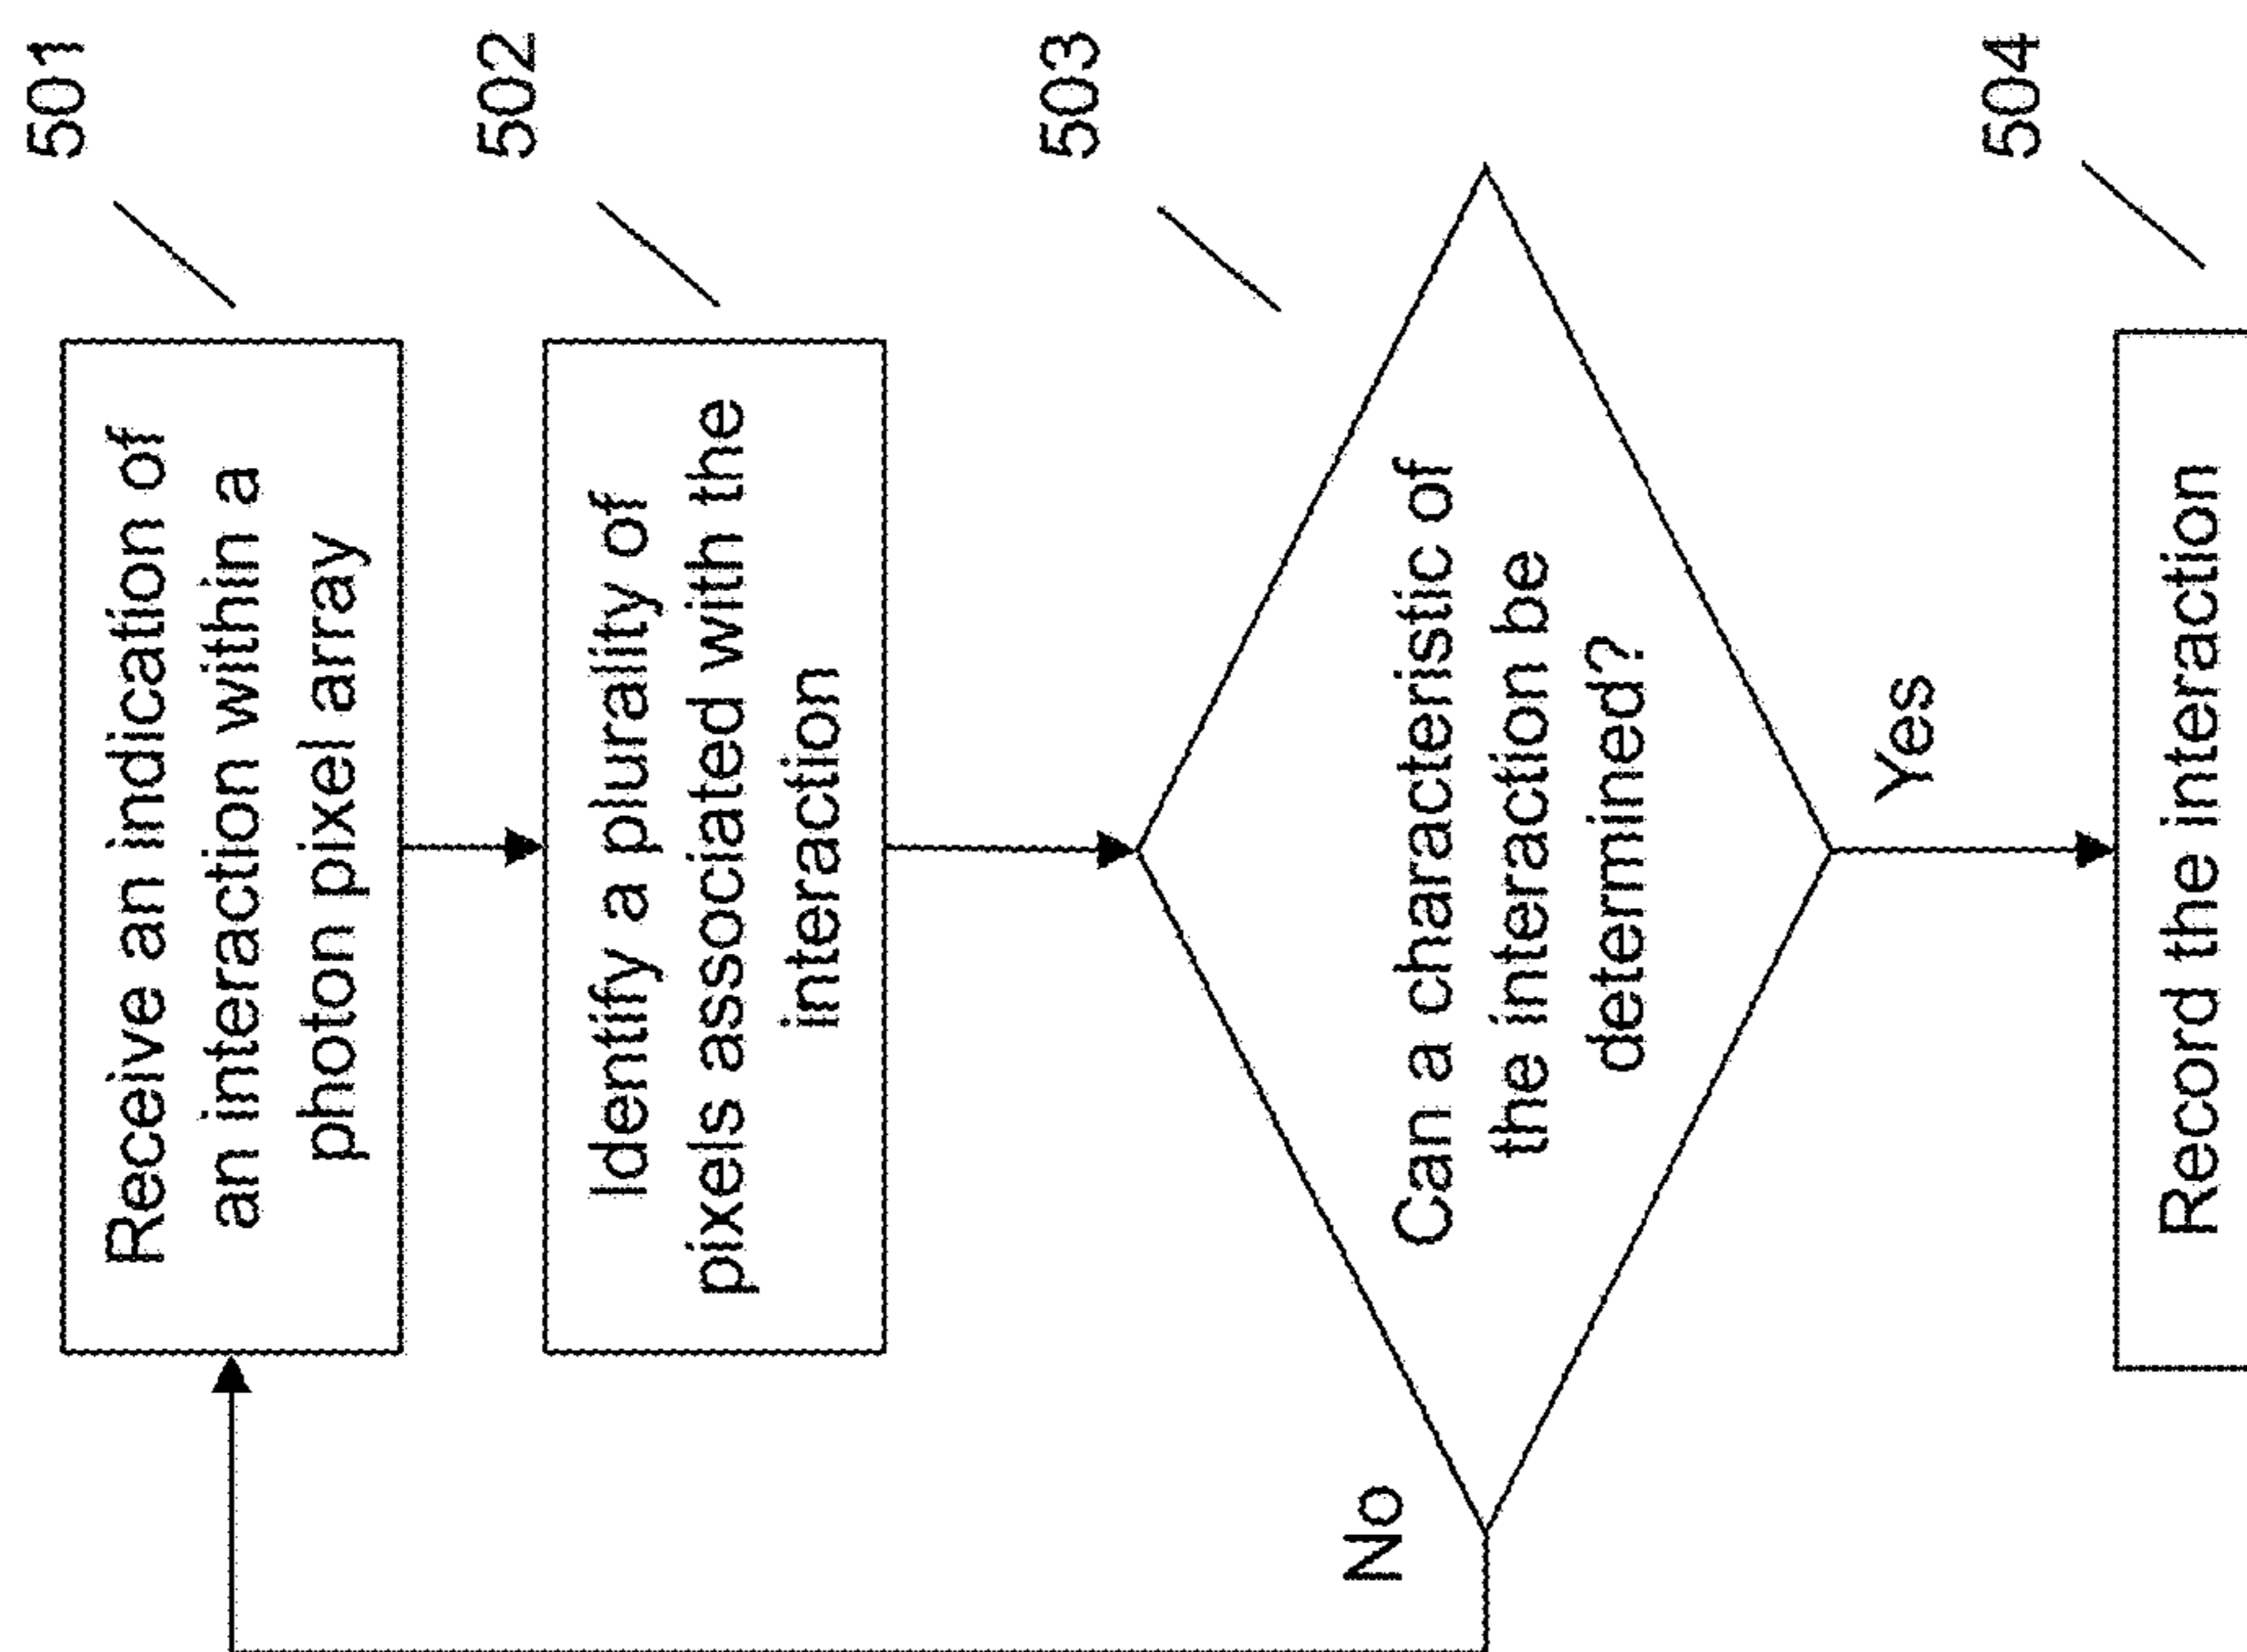 501
Receive an indication of
an interaction within a
photon pixel array
502
Identify a plurality of
pixels associated with the
interaction
503
Can a characteristic of
the interaction be
determined?
No
Yes
504
Record the interaction